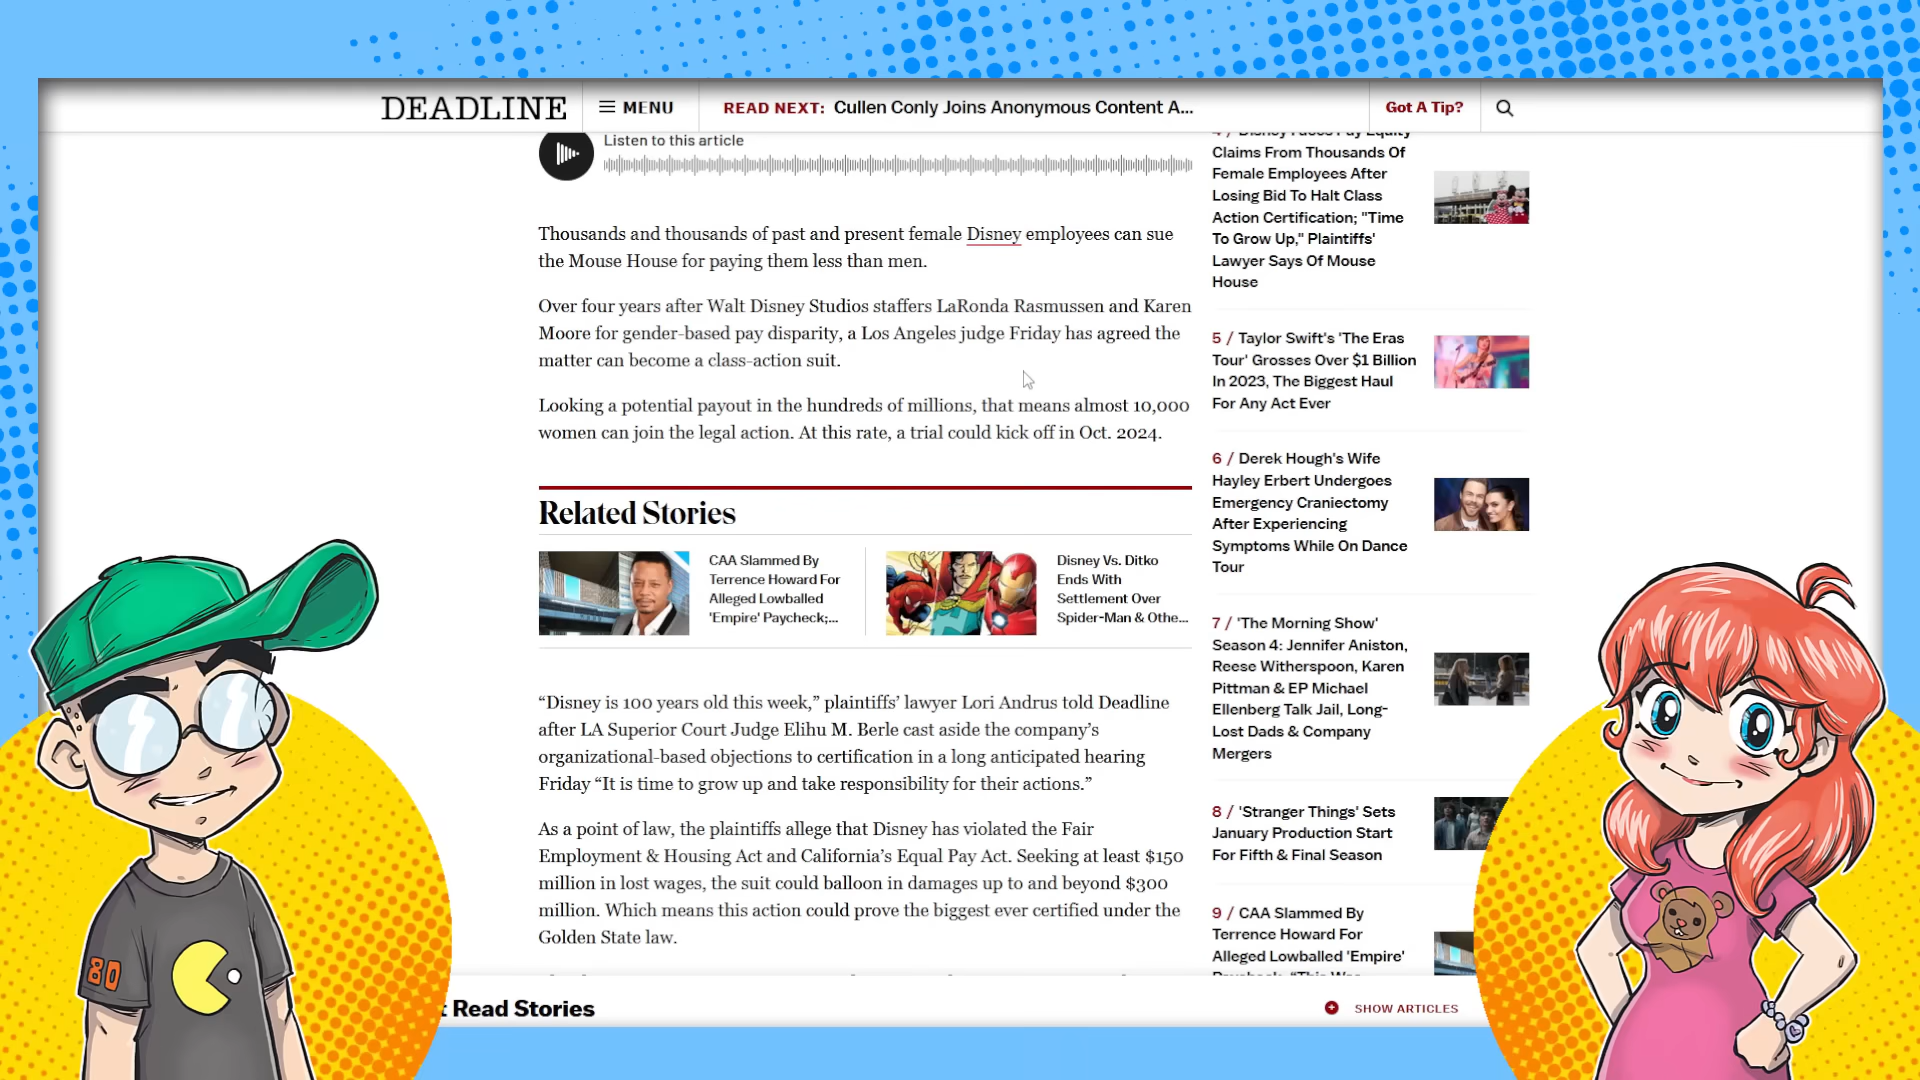 DEADLINE
MENU
READ NEXT: Cullen Conly Joins Anonymous Content A...
Got A Tip?
Listen to this article
Thousands and thousands of past and present female Disney employees can sue
the Mouse House for paying them less than men.
Over four years after Walt Disney Studios staffers LaRonda Rasmussen and Karen
Moore for gender-based pay disparity, a Los Angeles judge Friday has agreed the
matter can become a class-action suit.
Looking a potential payout in the hundreds of millions, that means almost 10,000
women can join the legal action. At this rate, a trial could kick off in Oct. 2024.
Related Stories
CAA Slammed By
Terrence Howard For
Alleged Lowballed
'Empire' Paycheck;...
Disney Vs. Ditko
Ends With
Settlement Over
Spider-Man & Othe...
“Disney is 100 years old this week,” plaintiffs’ lawyer Lori Andrus told Deadline
after LA Superior Court Judge Elihu M. Berle cast aside the company’s
organizational-based objections to certification in a long anticipated hearing
Friday “It is time to grow up and take responsibility for their actions.”
As a point of law, the plaintiffs allege that Disney has violated the Fair
Employment & Housing Act and California’s Equal Pay Act. Seeking at least $150
million in lost wages, the suit could balloon in damages up to and beyond $300
million. Which means this action could prove the biggest ever certified under the
Golden State law.
4 / Disney Faces Pay Equity
Claims From Thousands Of
Female Employees After
Losing Bid To Halt Class
Action Certification; "Time
To Grow Up," Plaintiffs'
Lawyer Says Of Mouse
House
5 / Taylor Swift's 'The Eras
Tour' Grosses Over $1 Billion
In 2023, The Biggest Haul
For Any Act Ever
6 / Derek Hough's Wife
Hayley Erbert Undergoes
Emergency Craniectomy
After Experiencing
Symptoms While On Dance
Tour
7 / 'The Morning Show'
Season 4: Jennifer Aniston,
Reese Witherspoon, Karen
Pittman & EP Michael
Ellenberg Talk Jail, Long-
Lost Dads & Company
Mergers
8 / 'Stranger Things' Sets
January Production Start
For Fifth & Final Season
9 / CAA Slammed By
Terrence Howard For
Alleged Lowballed 'Empire'
t Read Stories
SHOW ARTICLES
80